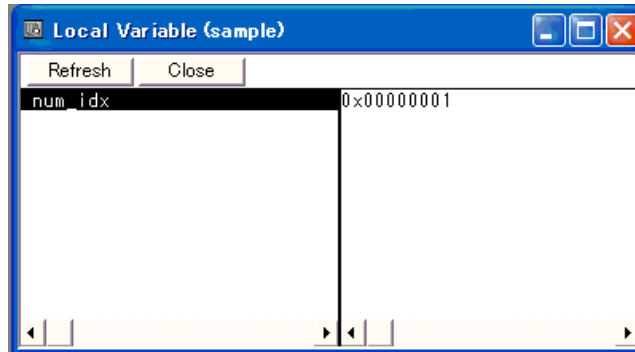 Local Variable (sample)
Refresh Close
num_idx 0x00000001